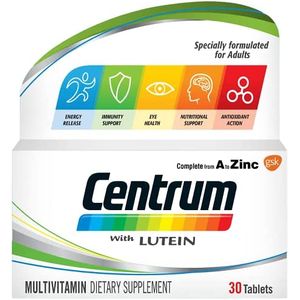 Specially formulated
for Adults
ENERGY
RELEASE
IMMUNITY
SUPPORT
EYE
HEALTH
NUTRITIONAL
SUPPORT
ANTIOXIDANT
ACTION
Complete from A to Zinc
gsk
Centrum
With LUTEIN
MULTIVITAMIN DIETARY SUPPLEMENT
30 Tablets